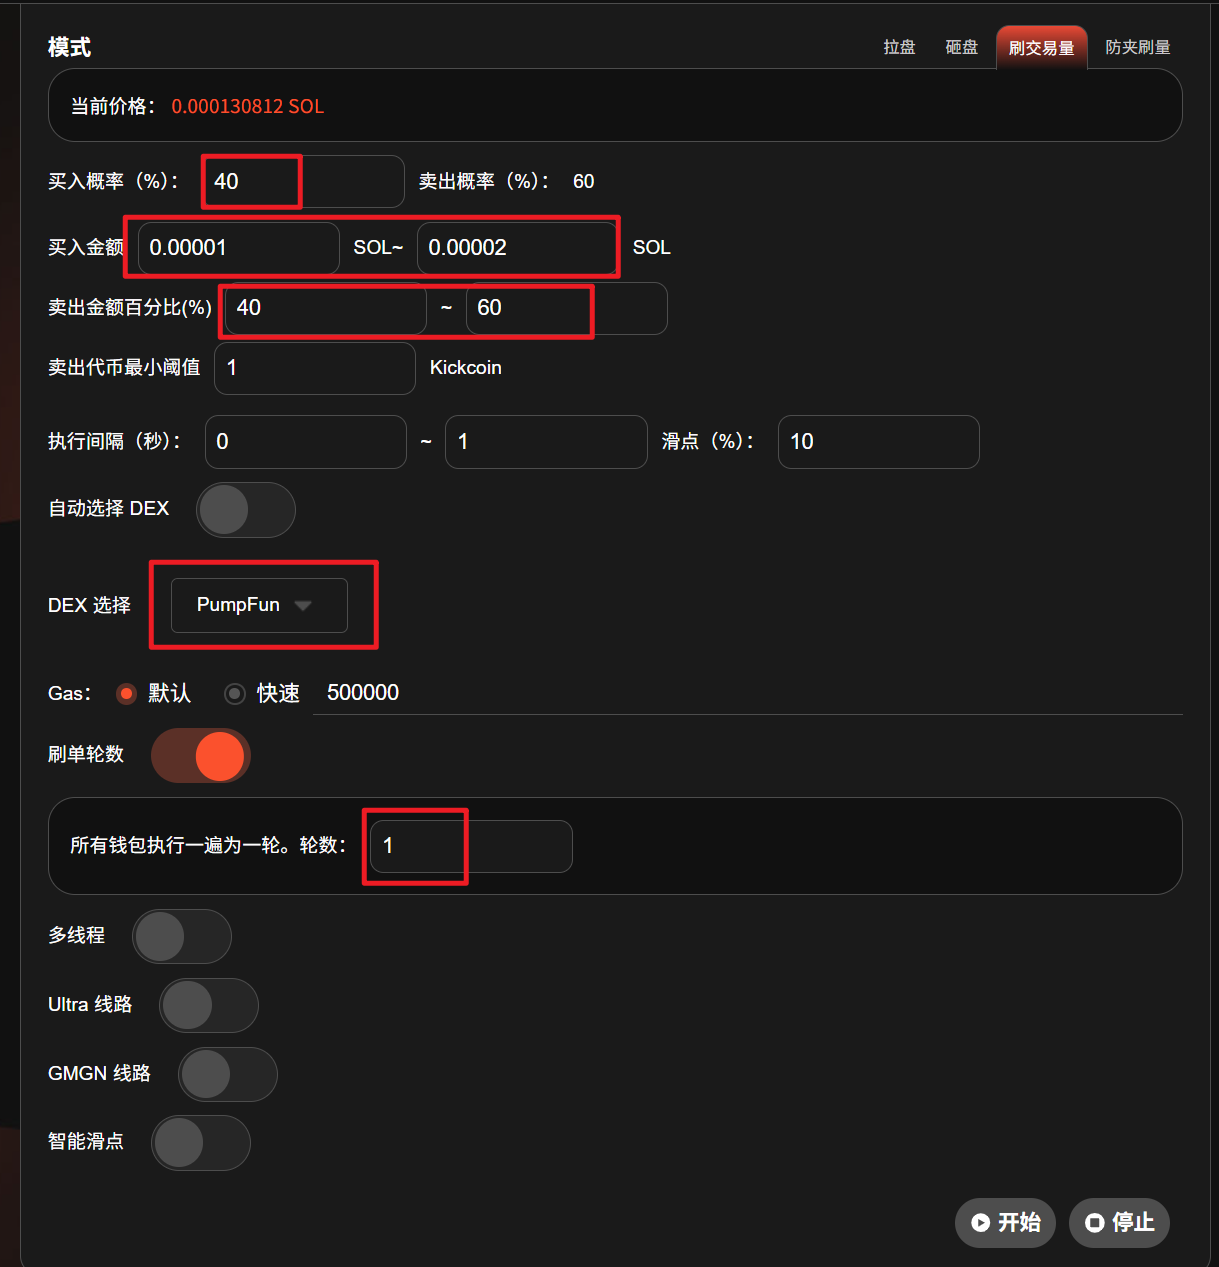 模式 拉盘 砸盘 刷交易量 防夹刷量
当前价格： 0.000130812 SOL
买入概率（%）： 40 卖出概率（%）： 60
买入金额 0.00001 SOL~ 0.00002 SOL
卖出金额百分比(%) 40 ~ 60
卖出代币最小阈值 1 Kickcoin
执行间隔（秒）： 0 ~ 1 滑点（%）： 10
自动选择 DEX
DEX 选择 PumpFun
Gas： 默认 快速 500000
刷单轮数
所有钱包执行一遍为一轮。轮数： 1
多线程
Ultra 线路
GMGN 线路
智能滑点
开始 停止